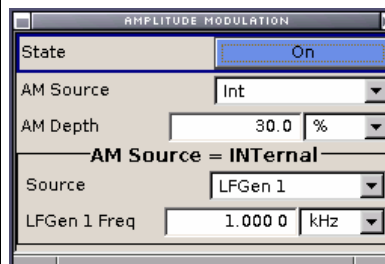 AMPLITUDE MODULATION
State On
AM Source Int
AM Depth 30.0 %
AM Source = INTernal
Source LFGen 1
LFGen 1 Freq 1.000 0 kHz